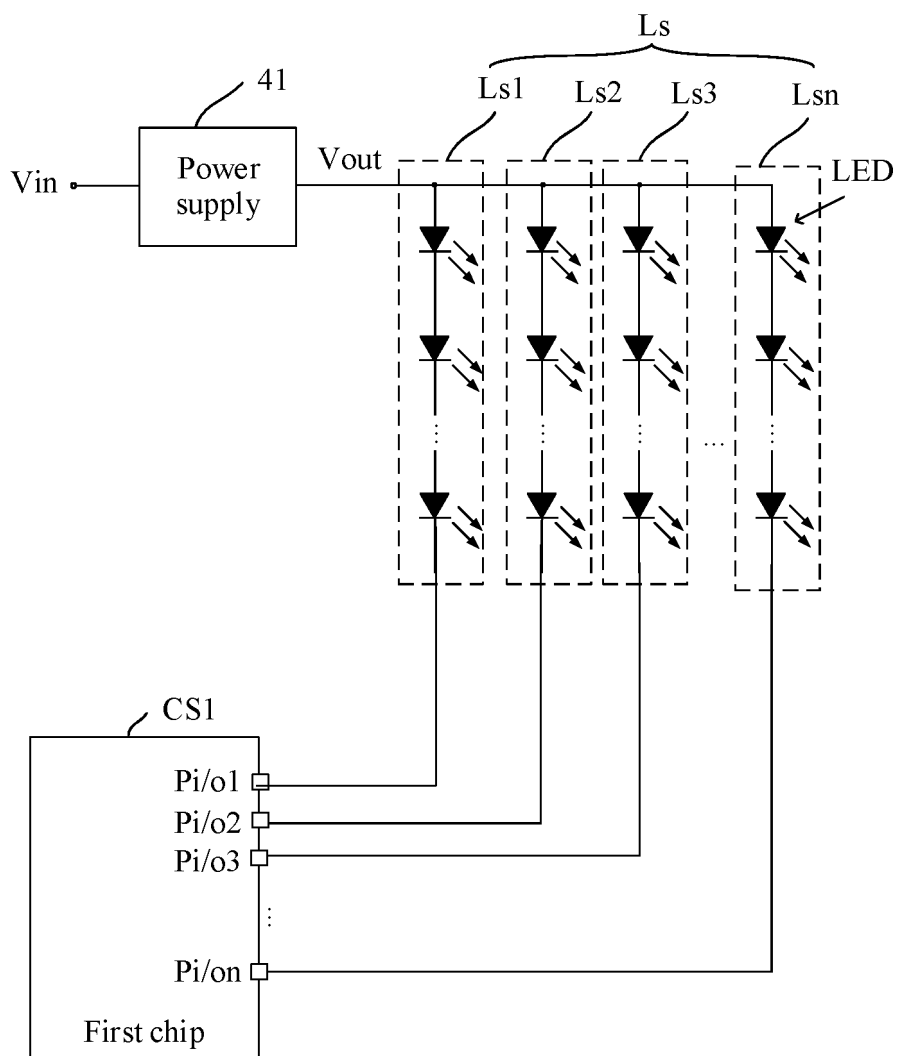 Ls
41
Ls1
Ls2
Ls3
Lsn
Vin
Power
supply
Vout
LED
...
...
...
...
...
CS1
Pi/o1
Pi/o2
Pi/o3
...
Pi/on
First chip